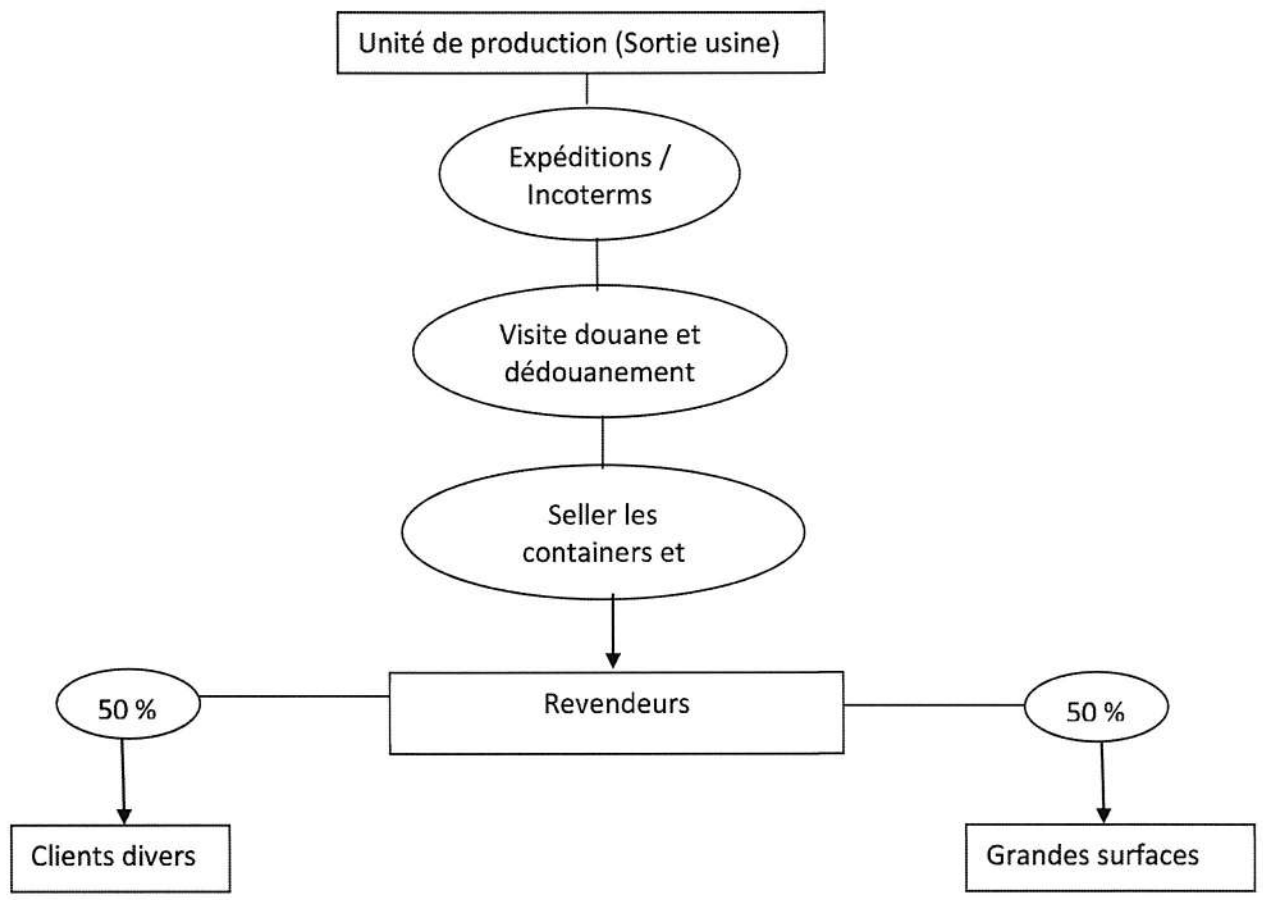 Unité de production (Sortie usine)
Expéditions /
Incoterms
Visite douane et
dédouanement
Seller les
containers et
Revendeurs
50 %
50 %
Clients divers
Grandes surfaces